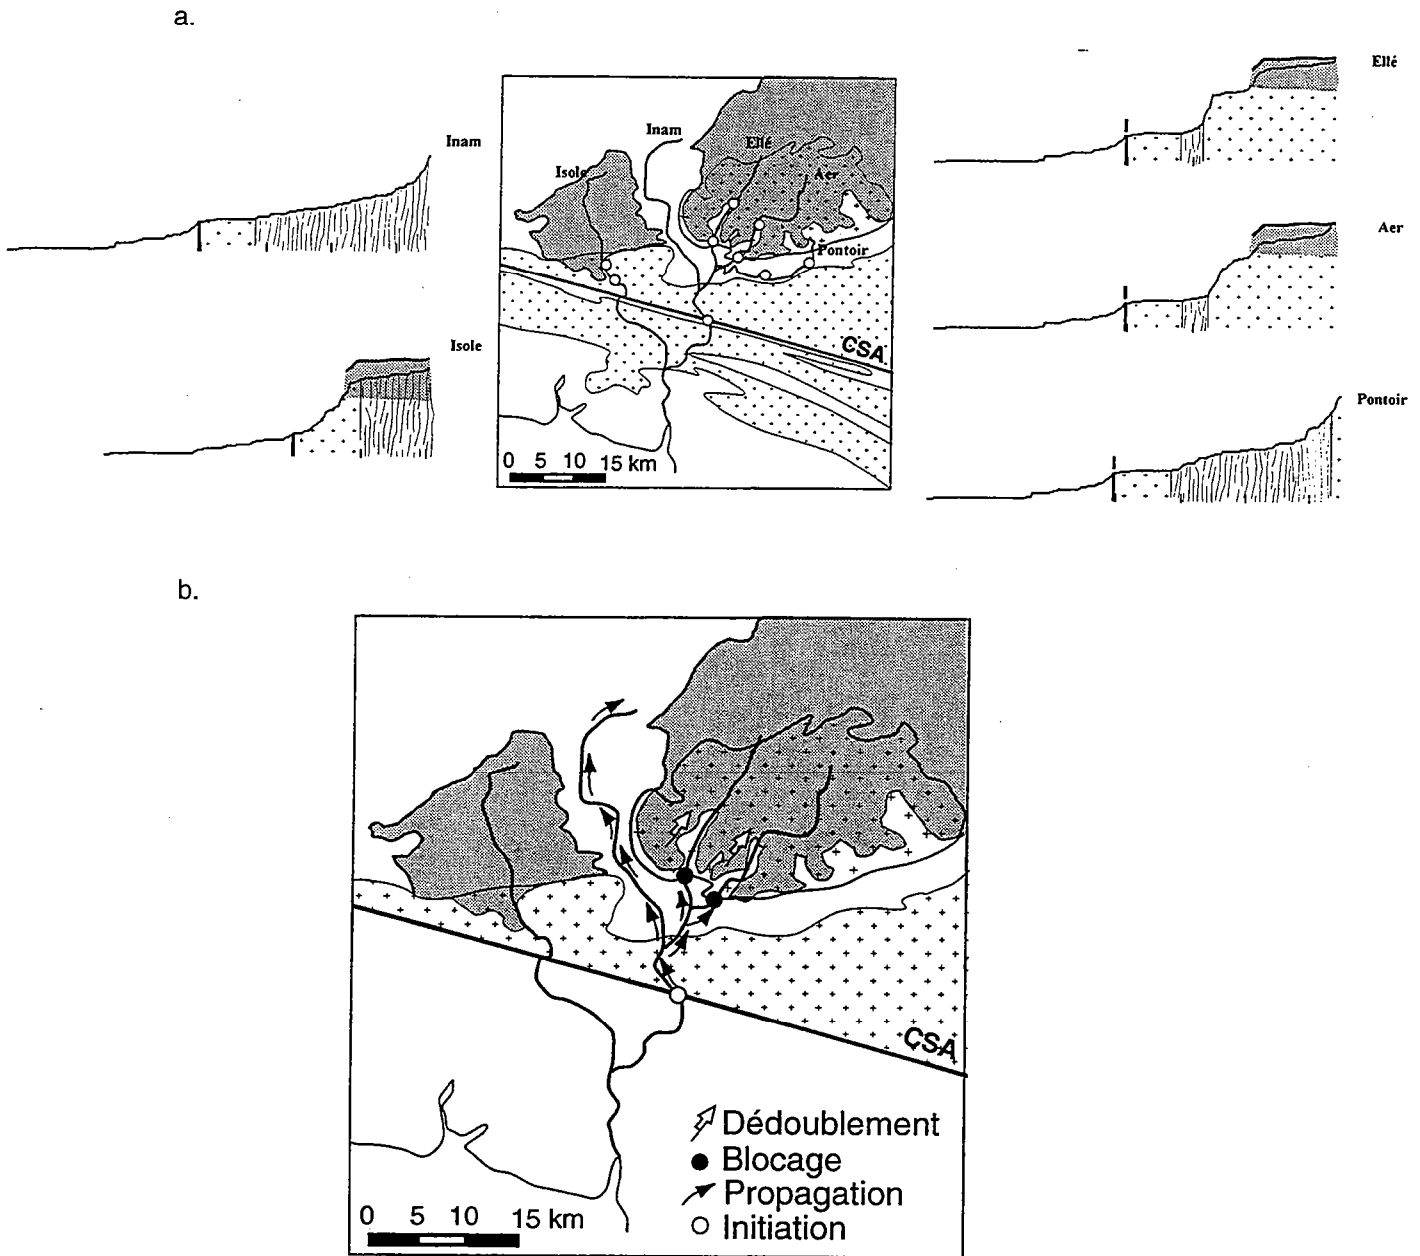 a.
Inam
Isole
Inam
Ellé
Isole
Aer
Pontoir
CSA
0 5 10 15 km
Ellé
Aer
Pontoir
b.
CSA
Dédoublement
Blocage
Propagation
Initiation
0 5 10 15 km